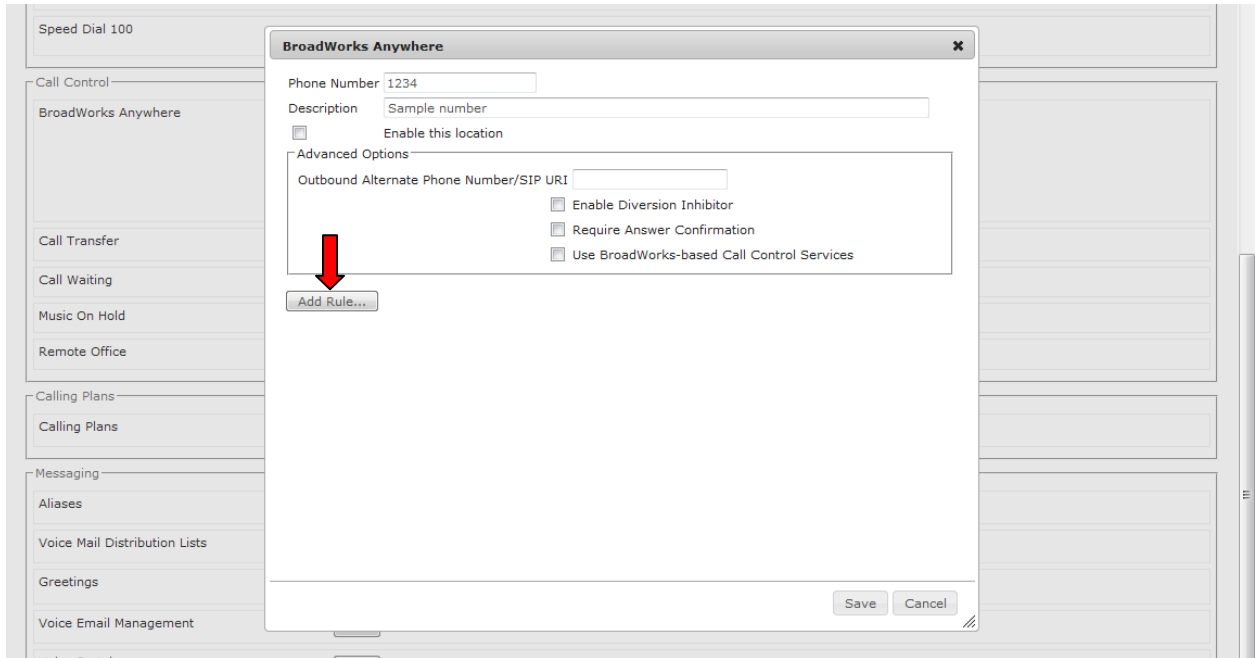 Speed Dial 100
BroadWorks Anywhere
Phone Number 1234
Call Control
Description Sample number
BroadWorks Anywhere
Enable this location
Advanced Options
Outbound Alternate Phone Number/SIP URI
Enable Diversion Inhibitor
Require Answer Confirmation
Call Transfer
Use BroadWorks-based Call Control Services
Call Waiting
Add Rule...
Music On Hold
Remote Office
Calling Plans
Calling Plans
Messaging
Aliases
Voice Mail Distribution Lists
Greetings
Save Cancel
Voice Email Management